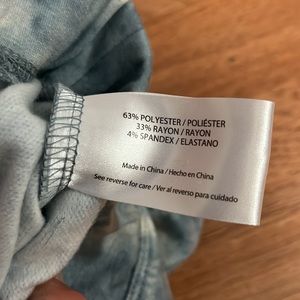 63% POLYESTER / POLIÉSTER
33% RAYON / RAYON
4% SPANDEX / ELASTANO
Made in China / Hecho en China
See reverse for care / Ver al reverso para cuidado